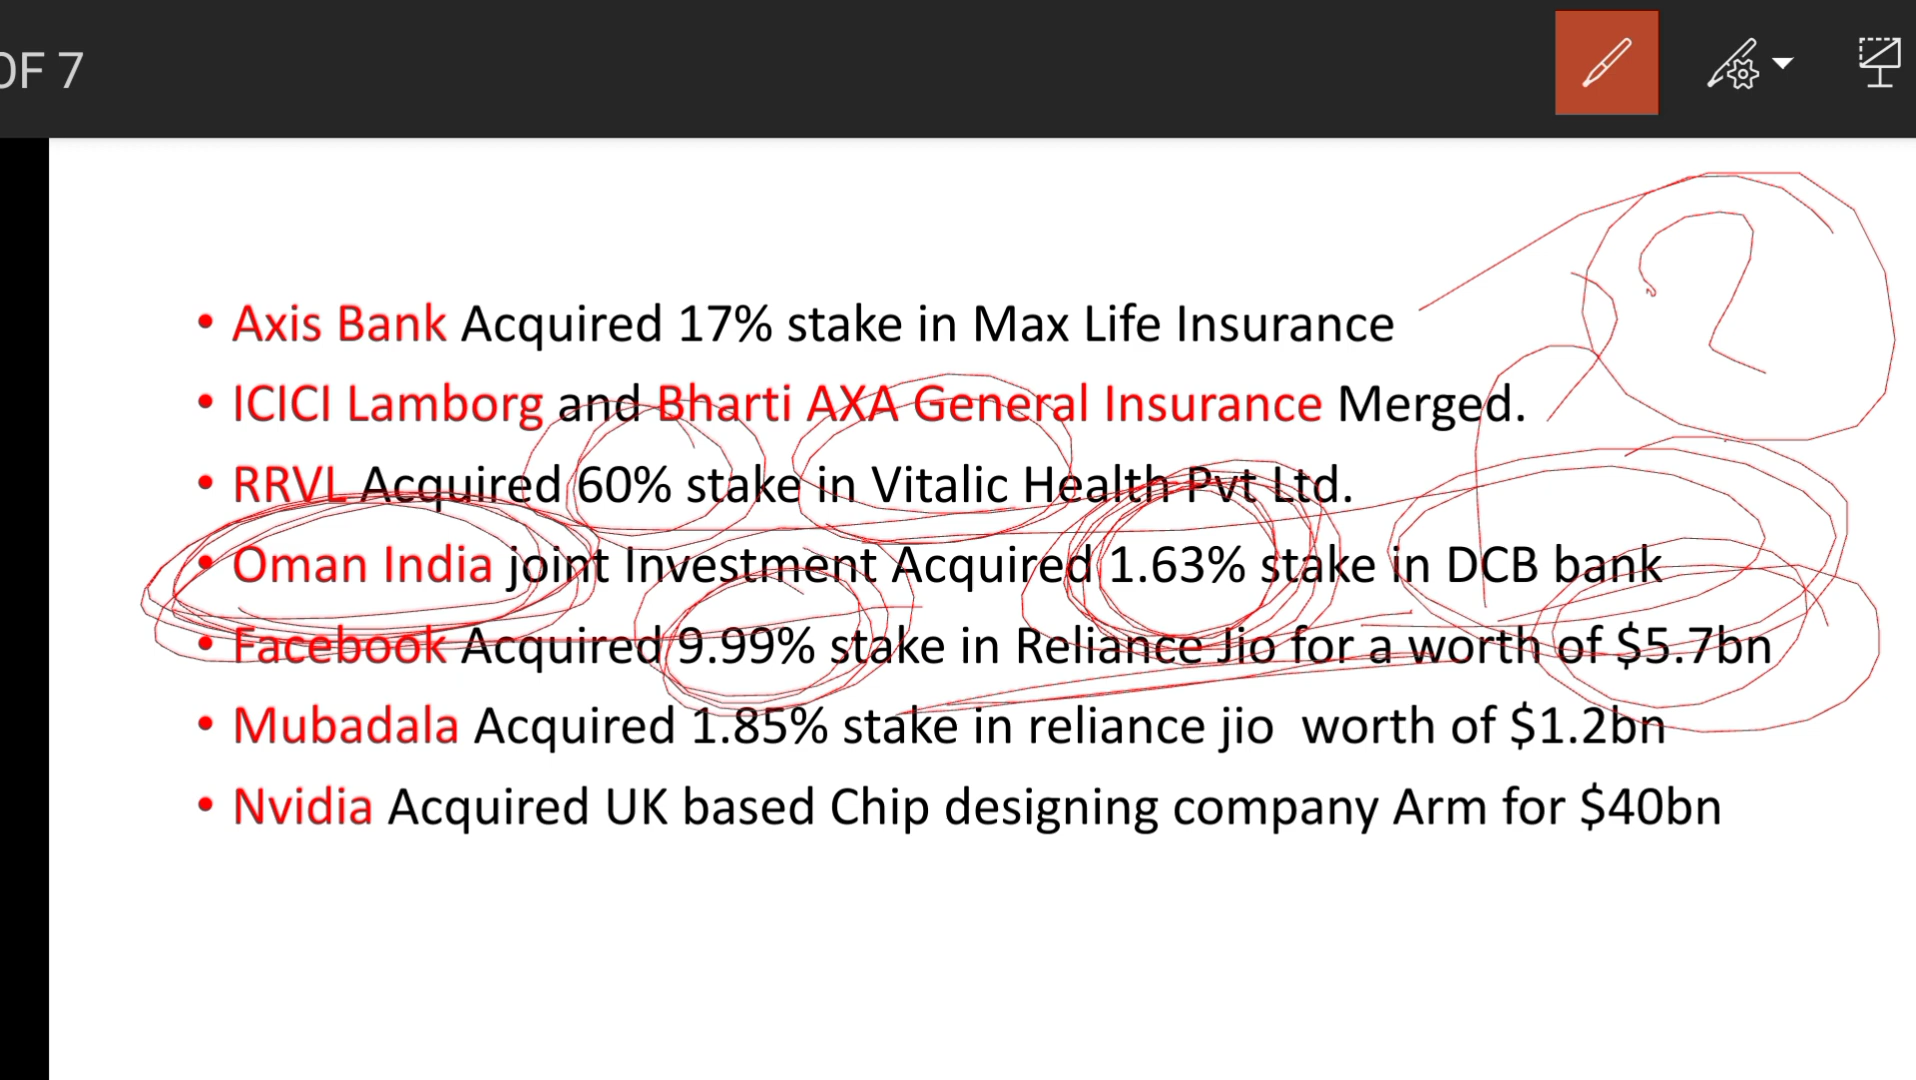 OF 7
• Axis Bank Acquired 17% stake in Max Life Insurance
• ICICI Lamborg and Bharti AXA General Insurance Merged.
• RRVL Acquired 60% stake in Vitalic Health Pvt Ltd.
• Oman India joint Investment Acquired 1.63% stake in DCB bank
• Facebook Acquired 9.99% stake in Reliance Jio for a worth of $5.7bn
• Mubadala Acquired 1.85% stake in reliance jio  worth of $1.2bn
• Nvidia Acquired UK based Chip designing company Arm for $40bn